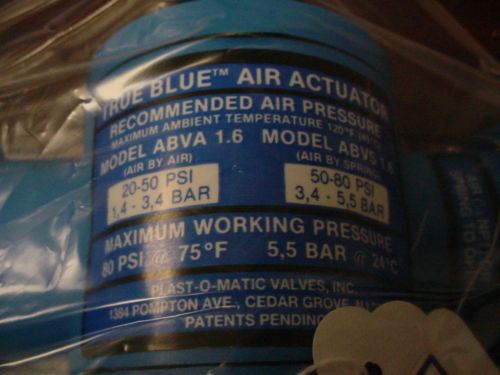 TRUE BLUE™ AIR ACTUATOR
RECOMMENDED AIR PRESSURE
MAXIMUM AMBIENT TEMPERATURE 120°F
MODEL ABVA 1.6 MODEL ABVS 1.6
(AIR BY AIR) (AIR BY SPRING)
20-50 PSI 50-80 PSI
1,4 - 3,4 BAR 3,4 - 5,5 BAR
MAXIMUM WORKING PRESSURE
80 PSI @ 75°F 5,5 BAR @ 24°C
PLAST-O-MATIC VALVES, INC.
1384 POMPTON AVE., CEDAR GROVE,
PATENTS PENDING